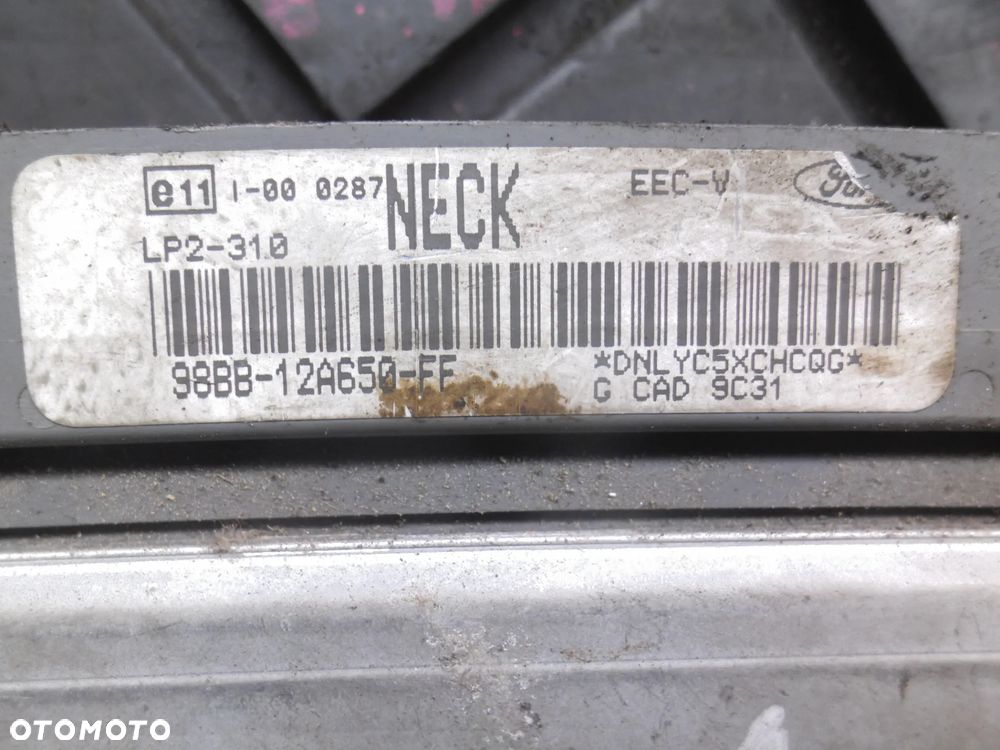 e11 I-00 0287 NECK EEC-V
LP2-310
98BB-12A650-FF *DNLYC5XCHCQG*
G CAD 9C31
OTOMOTO